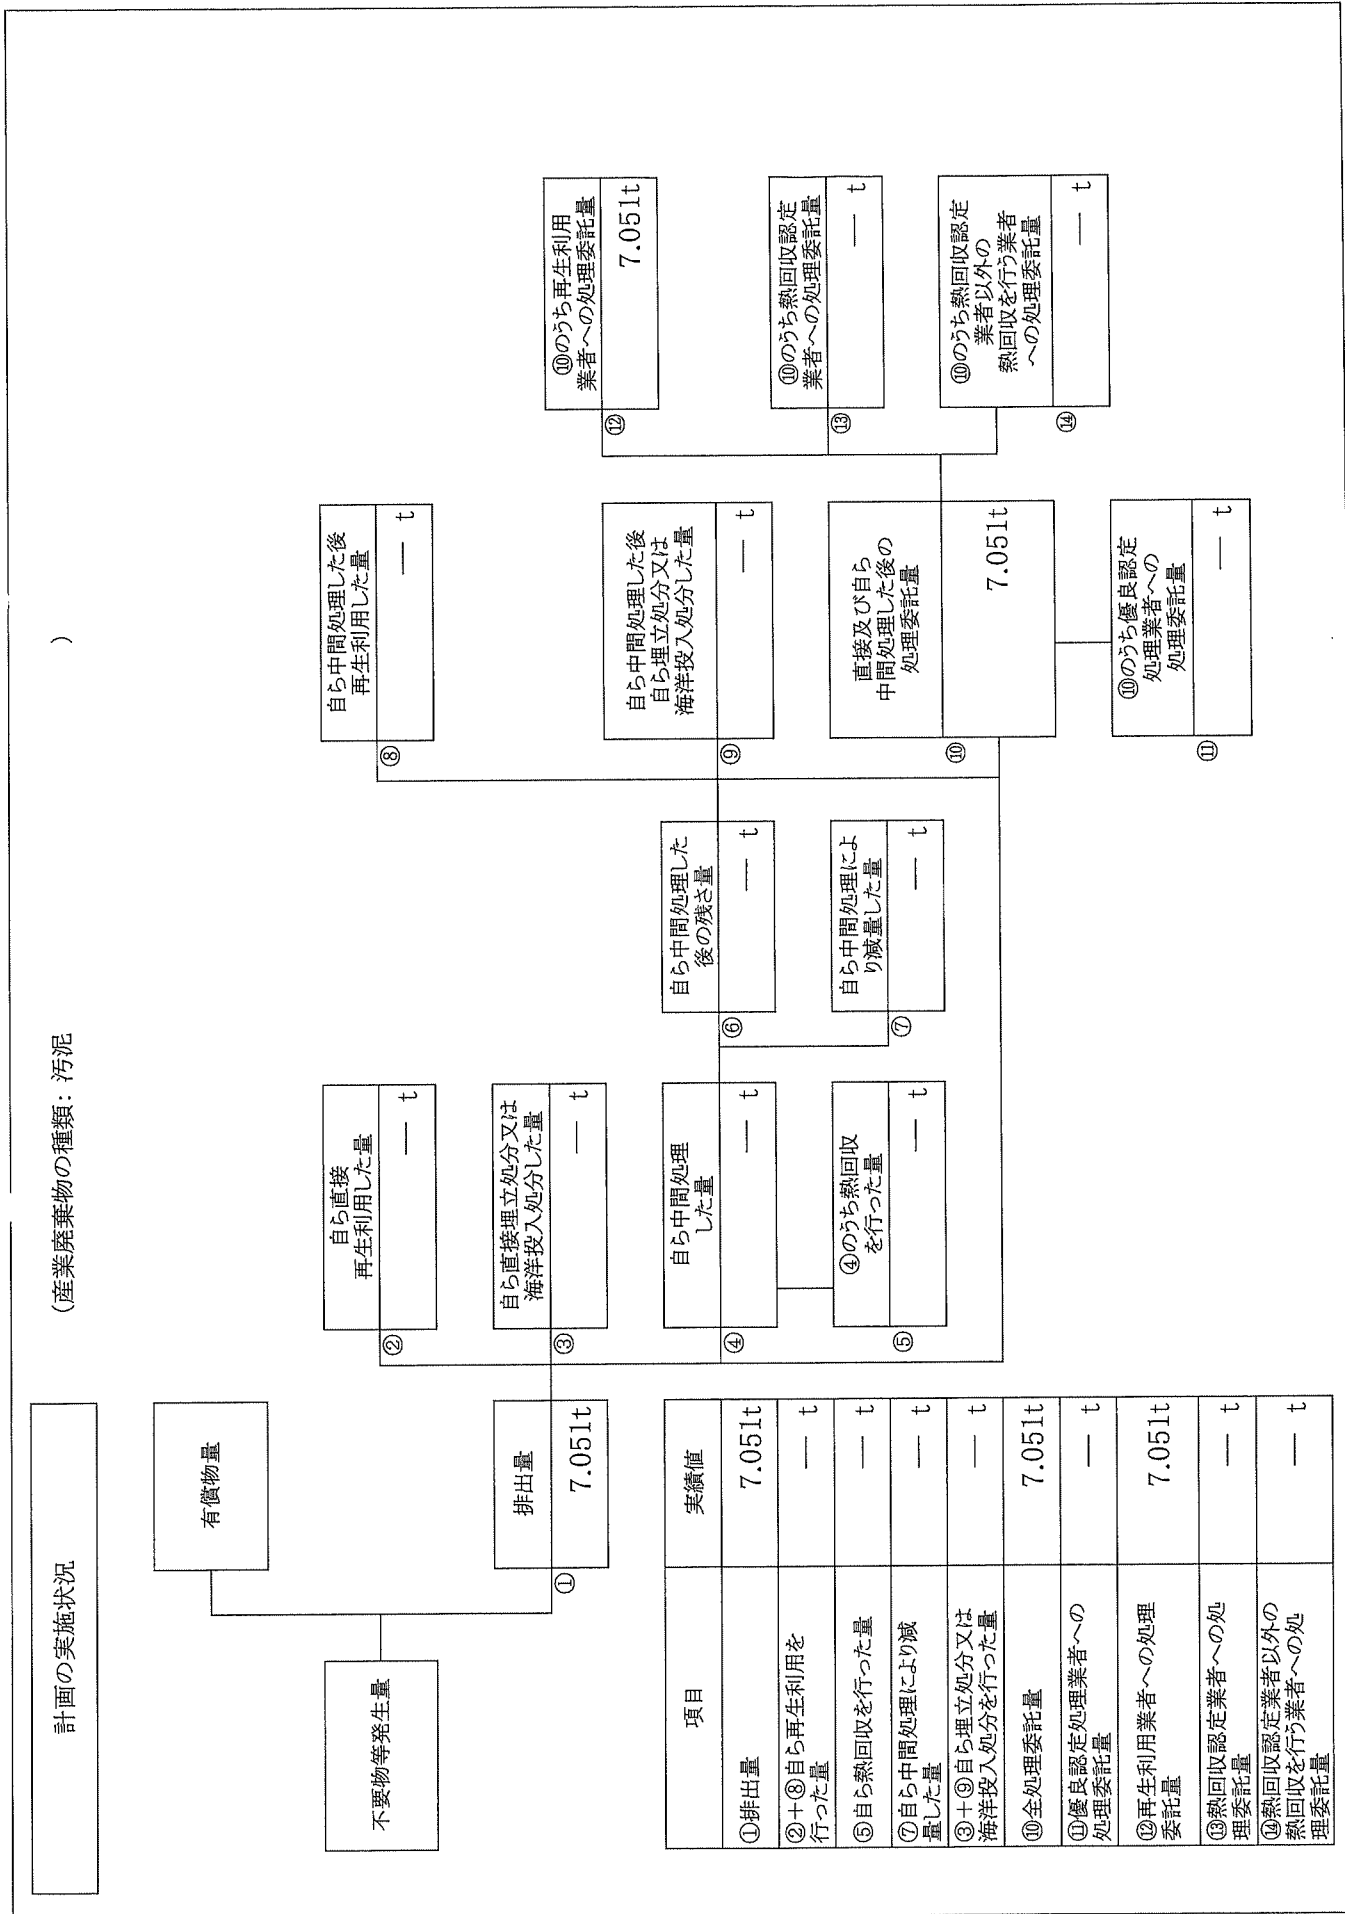 計画の実施状況
(産業廃棄物の種類: 汚泥
)
不要物等発生量
有償物量
①
排出量
7.051t
②
自ら直接
再生利用した量
― t
③
自ら直接埋立処分又は
海洋投入処分した量
― t
④
自ら中間処理
した量
― t
⑤
④のうち熱回収
を行った量
― t
⑥
自ら中間処理した
後の残さ量
― t
⑦
自ら中間処理によ
り減量した量
― t
⑧
自ら中間処理した後
再生利用した量
― t
⑨
自ら中間処理した後
自ら埋立処分又は
海洋投入処分した量
― t
⑩
直接及び自ら
中間処理した後の
処理委託量
7.051t
⑪
⑩のうち優良認定
処理業者への
処理委託量
― t
⑫
⑩のうち再生利用
業者への処理委託量
7.051t
⑬
⑩のうち熱回収認定
業者への処理委託量
― t
⑭
⑩のうち熱回収認定
業者以外の
熱回収を行う業者
への処理委託量
― t
項目 実績値
①排出量 7.051t
②+⑧自ら再生利用を
行った量 ― t
⑤自ら熱回収を行った量 ― t
⑦自ら中間処理により減
量した量 ― t
③+⑨自ら埋立処分又は
海洋投入処分を行った量 ― t
⑩全処理委託量 7.051t
⑪優良認定処理業者への
処理委託量 ― t
⑫再生利用業者への処理
委託量 7.051t
⑬熱回収認定業者への処
理委託量 ― t
⑭熱回収認定業者以外の
熱回収を行う業者への処
理委託量 ― t